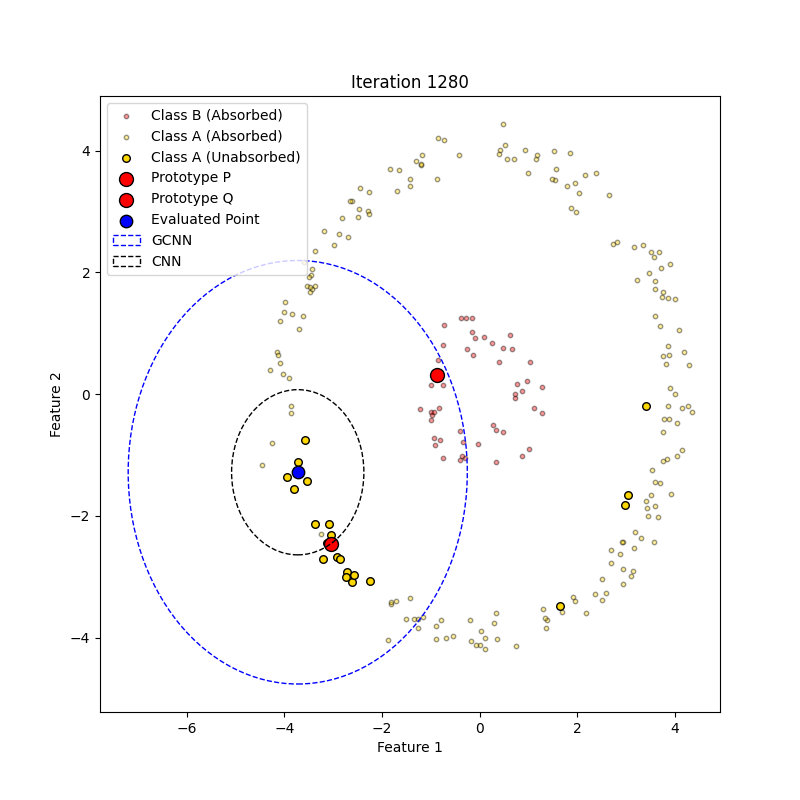 Iteration 1280
Class B (Absorbed)
Class A (Absorbed)
Class A (Unabsorbed)
Prototype P
Prototype Q
Evaluated Point
GCNN
CNN
4
2
0
−2
−4
Feature 2
−6
−4
−2
0
2
4
Feature 1